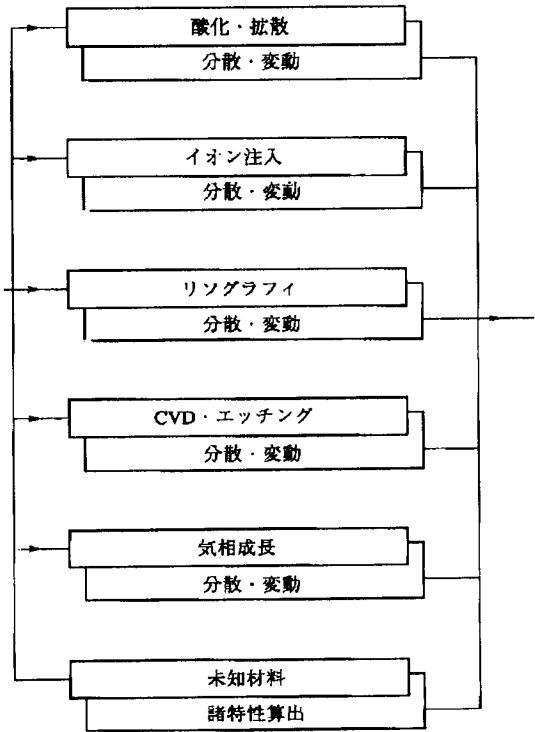 酸化・拡散
分散・変動
イオン注入
分散・変動
リソグラフィ
分散・変動
CVD・エッチング
分散・変動
気相成長
分散・変動
未知材料
諸特性算出